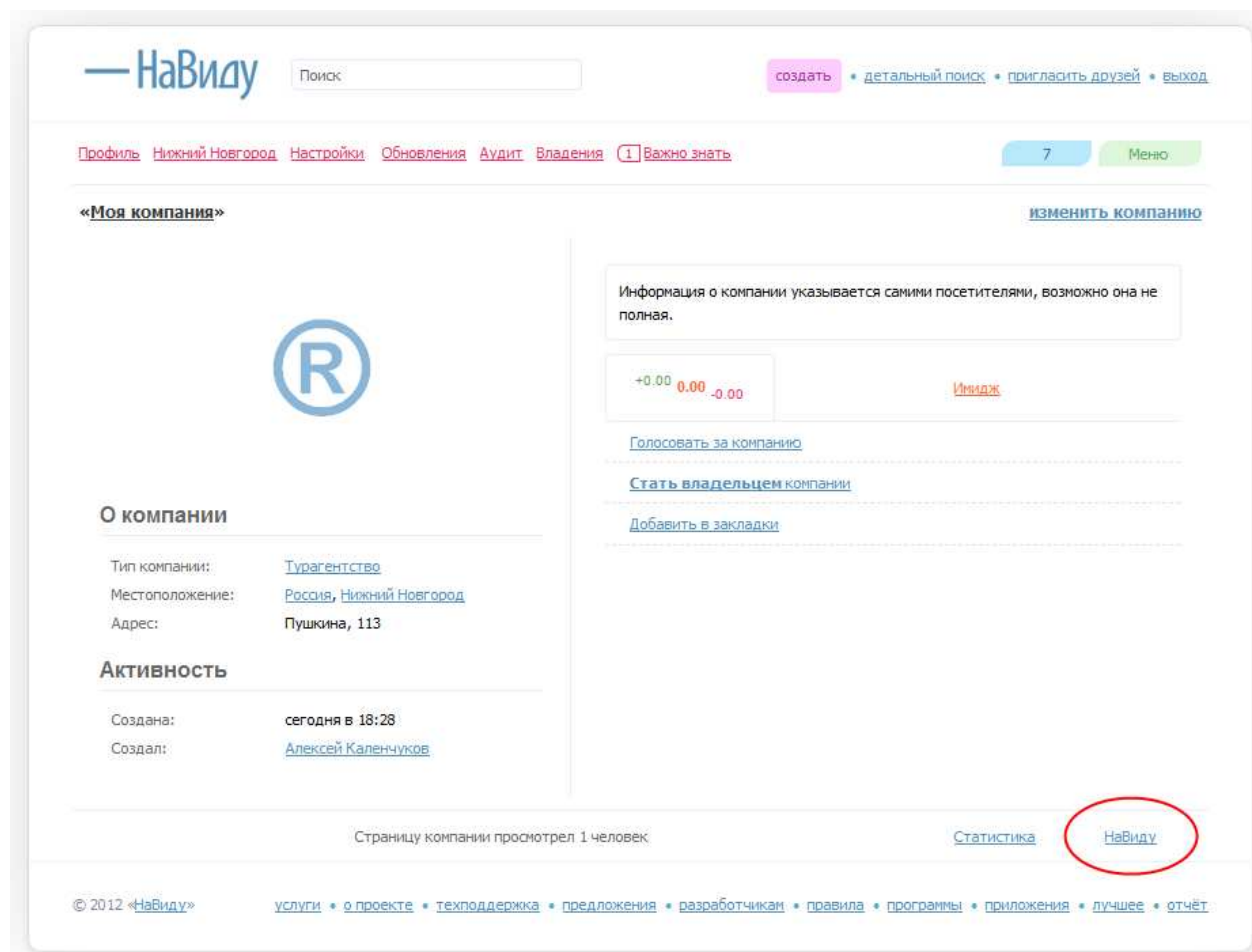 — НаВиду
Поиск
создать • детальный поиск • пригласить друзей • выход
Профиль Нижний Новгород Настройки Обновления Аудит Владения 1 Важно знать
7 Меню
«Моя компания»
изменить компанию
Информация о компании указывается самими посетителями, возможно она не
полная.
®
+0.00 0.00 -0.00
Имидж
Голосовать за компанию
Стать владельцем компании
Добавить в закладки
О компании
Тип компании: Турагентство
Местоположение: Россия, Нижний Новгород
Адрес: Пушкина, 113
Активность
Создана: сегодня в 18:28
Создал: Алексей Каленчуков
Страницу компании просмотрел 1 человек
Статистика НаВиду
© 2012 «НаВиду» услуги • о проекте • техподдержка • предложения • разработчикам • правила • программы • приложения • лучшее • отчёт